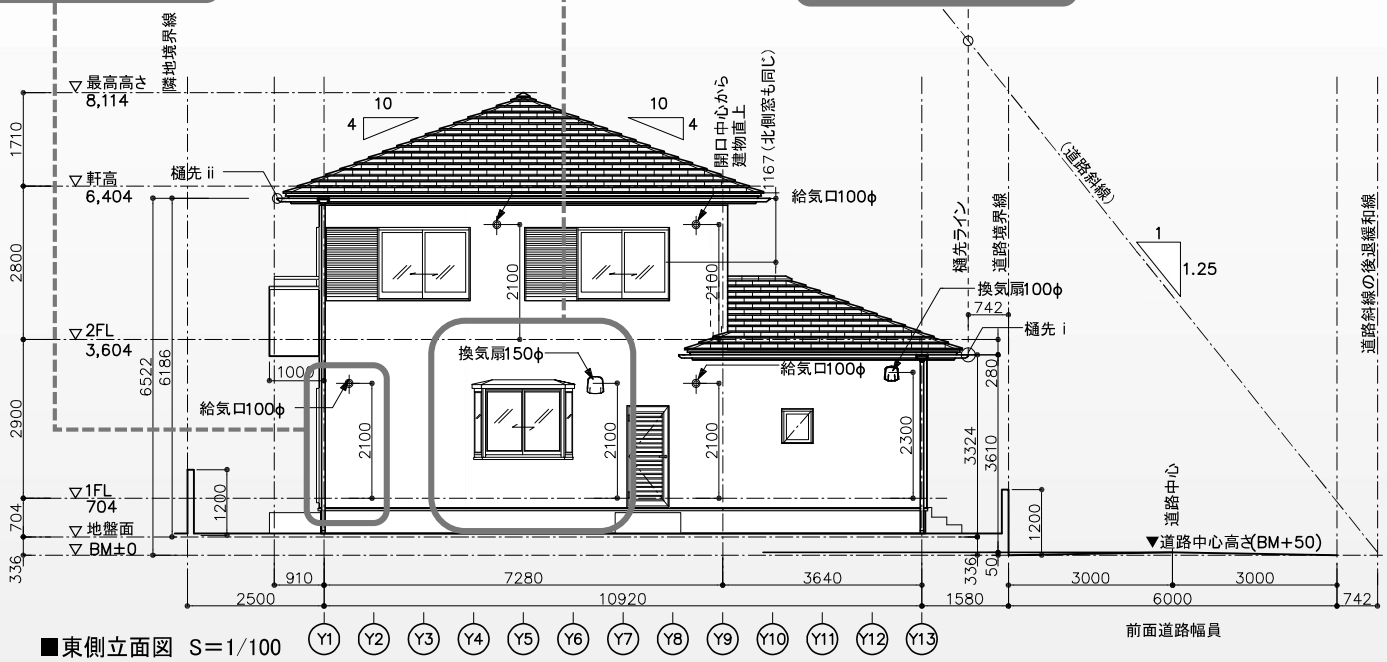 隣地境界線
▽最高高さ
8,114
1710
10
4
10
4
開口中心から
建物直上
1167(北側窓も同じ)
樋先ⅱ
▽軒高
6,404
給気口100φ
(道路斜線)
樋先ライン
道路境界線
道路斜線の後退緩和線
1
1.25
2800
2100
2100
換気扇100φ
742
樋先ⅰ
▽2FL
3,604
6522
6186
換気扇150φ
給気口100φ
280
1000
給気口100φ
2900
2100
2100
2100
2300
3324
3610
▽1FL
704
1200
1200
道路中心
704
▽地盤面
▽BM±0
▼道路中心高さ(BM+50)
336
336
50
910
7280
3640
3000
3000
2500
10920
1580
6000
742
■東側立面図 S=1/100
Y1 Y2 Y3 Y4 Y5 Y6 Y7 Y8 Y9 Y10 Y11 Y12 Y13
前面道路幅員